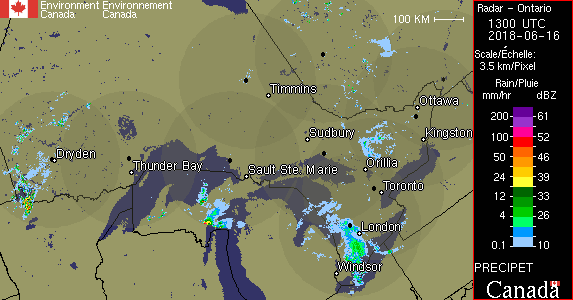 Environment Environnement
Canada Canada
100 KM
Timmins
Ottawa
Sudbury
Kingston
Dryden
Thunder Bay
Sault Ste. Marie
Orillia
Toronto
London
Windsor
Radar - Ontario
1300 UTC
2018-06-16
Scale/Échelle:
3.5 km/Pixel
Rain/Pluie
mm/hr dBZ
200 61
100 52
50 46
24 39
12 33
4 26
0.1 10
PRECIPET
Canada